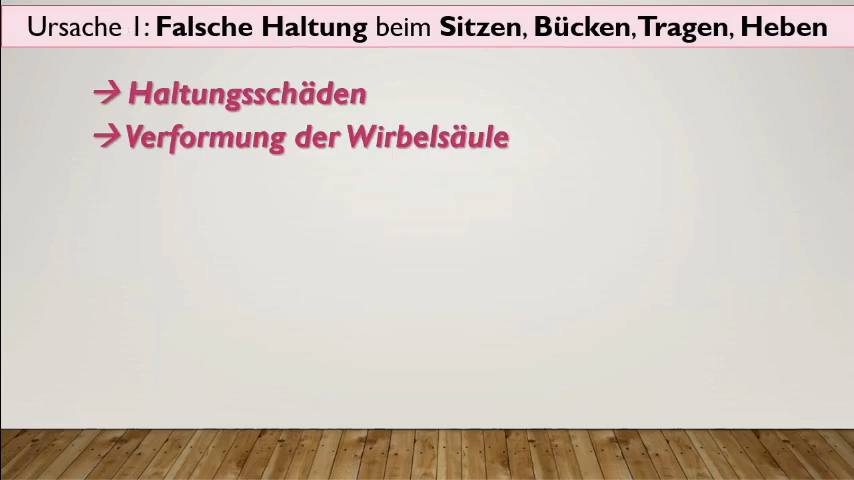 Ursache 1: Falsche Haltung beim Sitzen, Bücken, Tragen, Heben
→ Haltungsschäden
→ Verformung der Wirbelsäule